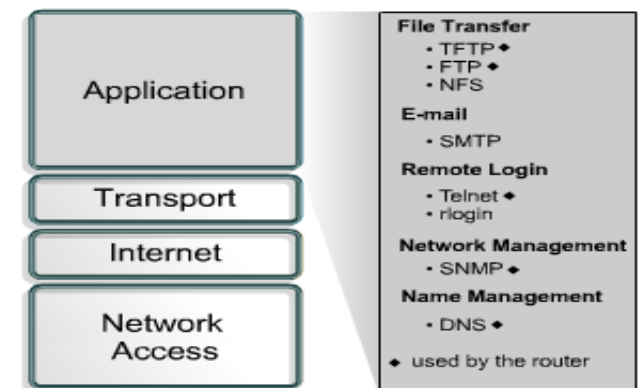 Application
Transport
Internet
Network
Access
File Transfer
• TFTP ◆
• FTP ◆
• NFS
E-mail
• SMTP
Remote Login
• Telnet ◆
• rlogin
Network Management
• SNMP ◆
Name Management
• DNS ◆
◆ used by the router